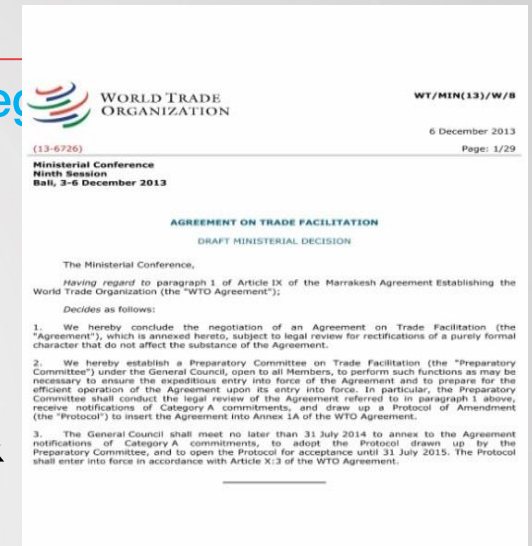 WORLD TRADE
ORGANIZATION
WT/MIN(13)/W/8
6 December 2013
(13-6726)
Page: 1/29
Ministerial Conference
Ninth Session
Bali, 3-6 December 2013
AGREEMENT ON TRADE FACILITATION
DRAFT MINISTERIAL DECISION
The Ministerial Conference,
Having regard to paragraph 1 of Article IX of the Marrakesh Agreement Establishing the
World Trade Organization (the "WTO Agreement");
Decides as follows:
1. We hereby conclude the negotiation of an Agreement on Trade Facilitation (the
"Agreement"), which is annexed hereto, subject to legal review for rectifications of a purely formal
character that do not affect the substance of the Agreement.
2. We hereby establish a Preparatory Committee on Trade Facilitation (the "Preparatory
Committee") under the General Council, open to all Members, to perform such functions as may be
necessary to ensure the expeditious entry into force of the Agreement and to prepare for the
efficient operation of the Agreement upon its entry into force. In particular, the Preparatory
Committee shall conduct the legal review of the Agreement referred to in paragraph 1 above,
receive notifications of Category A commitments, and draw up a Protocol of Amendment
(the "Protocol") to insert the Agreement into Annex 1A of the WTO Agreement.
3. The General Council shall meet no later than 31 July 2014 to annex to the Agreement
notifications of Category A commitments, to adopt the Protocol drawn up by the
Preparatory Committee, and to open the Protocol for acceptance until 31 July 2015. The Protocol
shall enter into force in accordance with Article X:3 of the WTO Agreement.